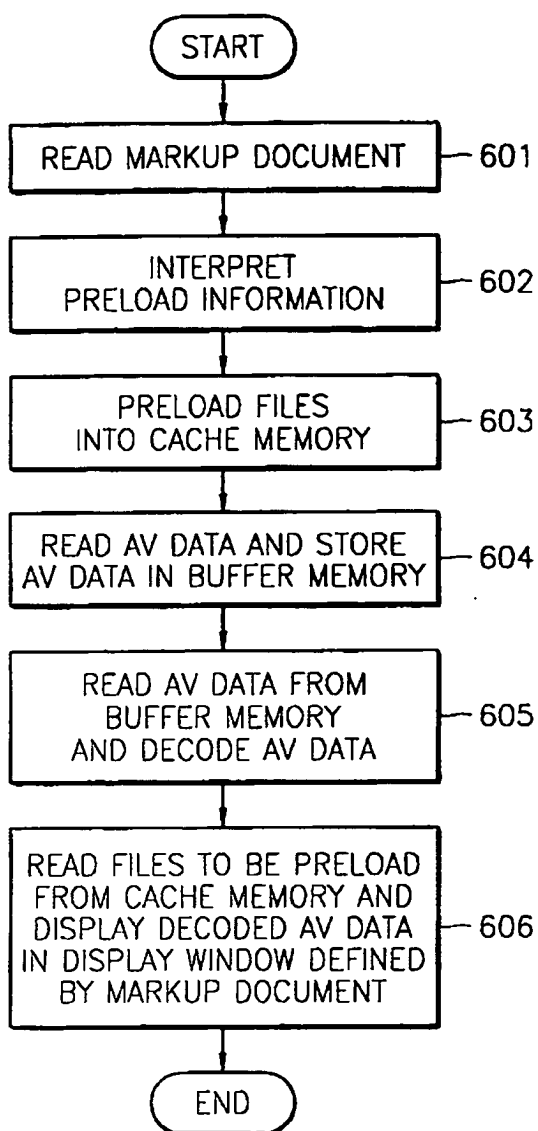 START
READ MARKUP DOCUMENT
601
INTERPRET
PRELOAD INFORMATION
602
PRELOAD FILES
INTO CACHE MEMORY
603
READ AV DATA AND STORE
AV DATA IN BUFFER MEMORY
604
READ AV DATA FROM
BUFFER MEMORY
AND DECODE AV DATA
605
READ FILES TO BE PRELOAD
FROM CACHE MEMORY AND
DISPLAY DECODED AV DATA
IN DISPLAY WINDOW DEFINED
BY MARKUP DOCUMENT
606
END